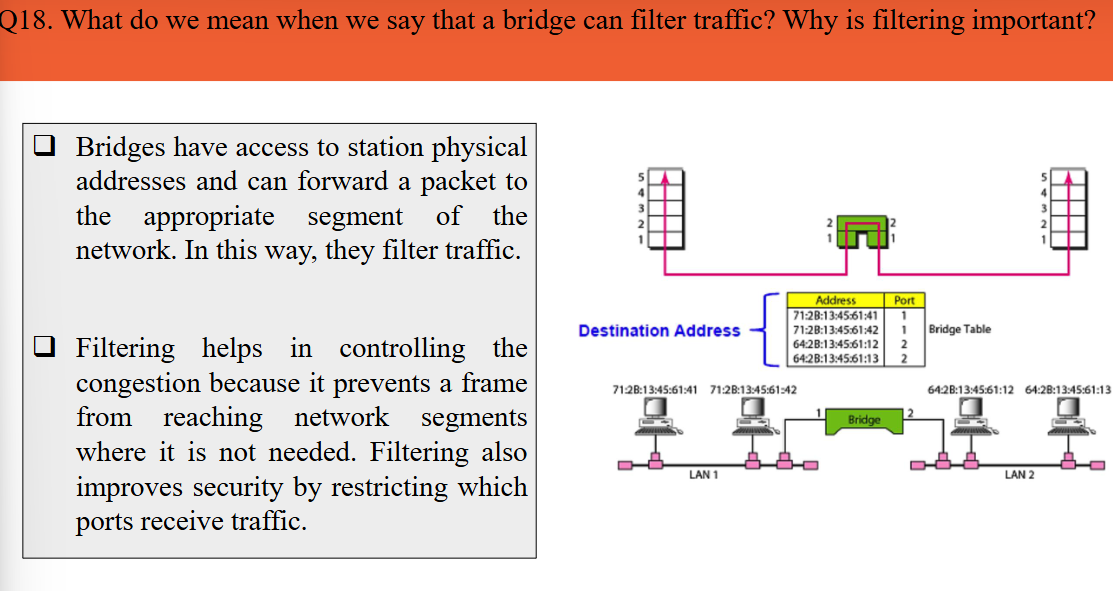 Q18. What do we mean when we say that a bridge can filter traffic? Why is filtering important?
❑ Bridges have access to station physical
addresses and can forward a packet to
the appropriate segment of the
network. In this way, they filter traffic.
❑ Filtering helps in controlling the
congestion because it prevents a frame
from reaching network segments
where it is not needed. Filtering also
improves security by restricting which
ports receive traffic.
5
4
3
2
1
2
1
2
1
5
4
3
2
1
Destination Address
Address Port
71:2B:13:45:61:41 1
71:2B:13:45:61:42 1
64:2B:13:45:61:12 2
64:2B:13:45:61:13 2
Bridge Table
71:2B:13:45:61:41 71:2B:13:45:61:42 64:2B:13:45:61:12 64:2B:13:45:61:13
1 Bridge 2
LAN 1 LAN 2